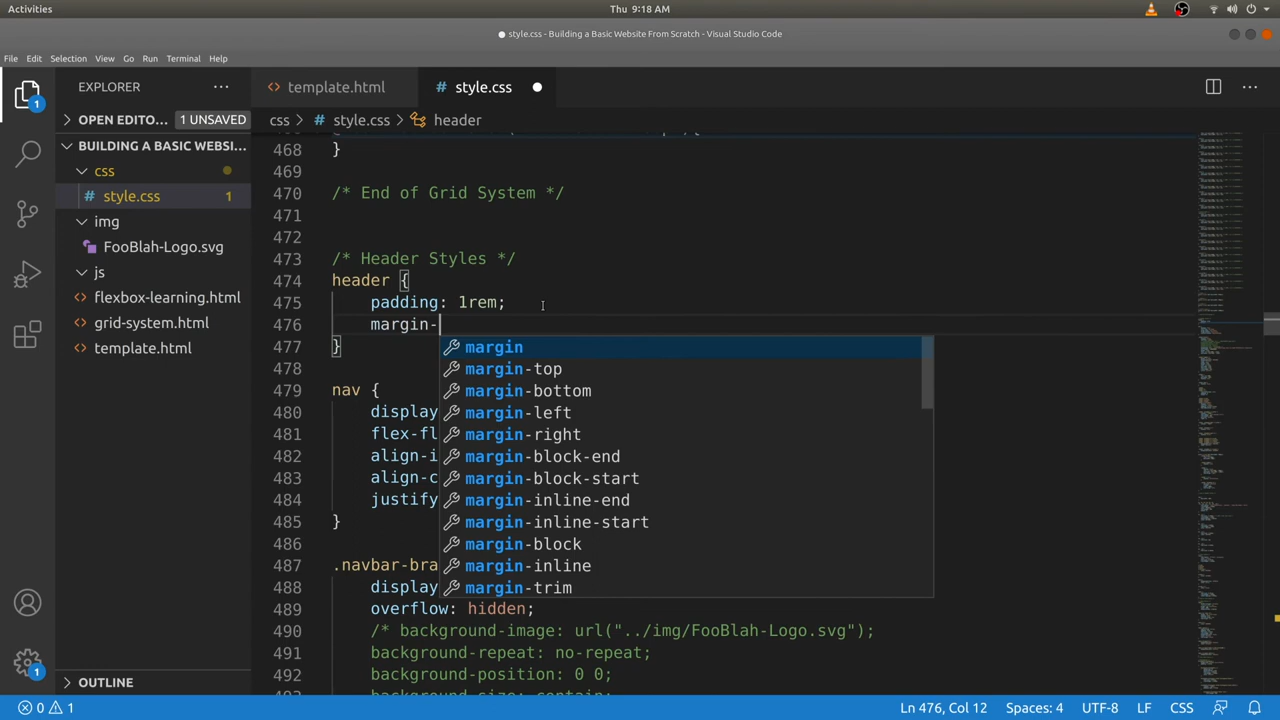 Activities
Thu 9:18 AM
● style.css - Building a Basic Website From Scratch - Visual Studio Code
File Edit Selection View Go Run Terminal Help
EXPLORER
OPEN EDITO... 1 UNSAVED
BUILDING A BASIC WEBSI...
css
style.css 1
img
FooBlah-Logo.svg
js
flexbox-learning.html
grid-system.html
template.html
OUTLINE
1
1
template.html
# style.css
css > # style.css > header
468 }
469
470 /* End of Grid System */
471
472
473 /* Header Styles */
474 header {
475 padding: 1rem;
476 margin-
477
478
479 nav {
480 display
481 flex-fl
482 align-i
483 align-
484 justify
485 }
486
487 .navbar-
488 display
489 overflow: hidden;
490 /* background-image: url("../img/FooBlah-Logo.svg");
491 background-repeat: no-repeat;
492 background-position: 0 0;
493
margin
margin-top
margin-bottom
margin-left
margin-right
margin-block-end
margin-block-start
margin-inline-end
margin-inline-start
margin-block
margin-inline
margin-trim
0 1
Ln 476, Col 12 Spaces: 4 UTF-8 LF CSS